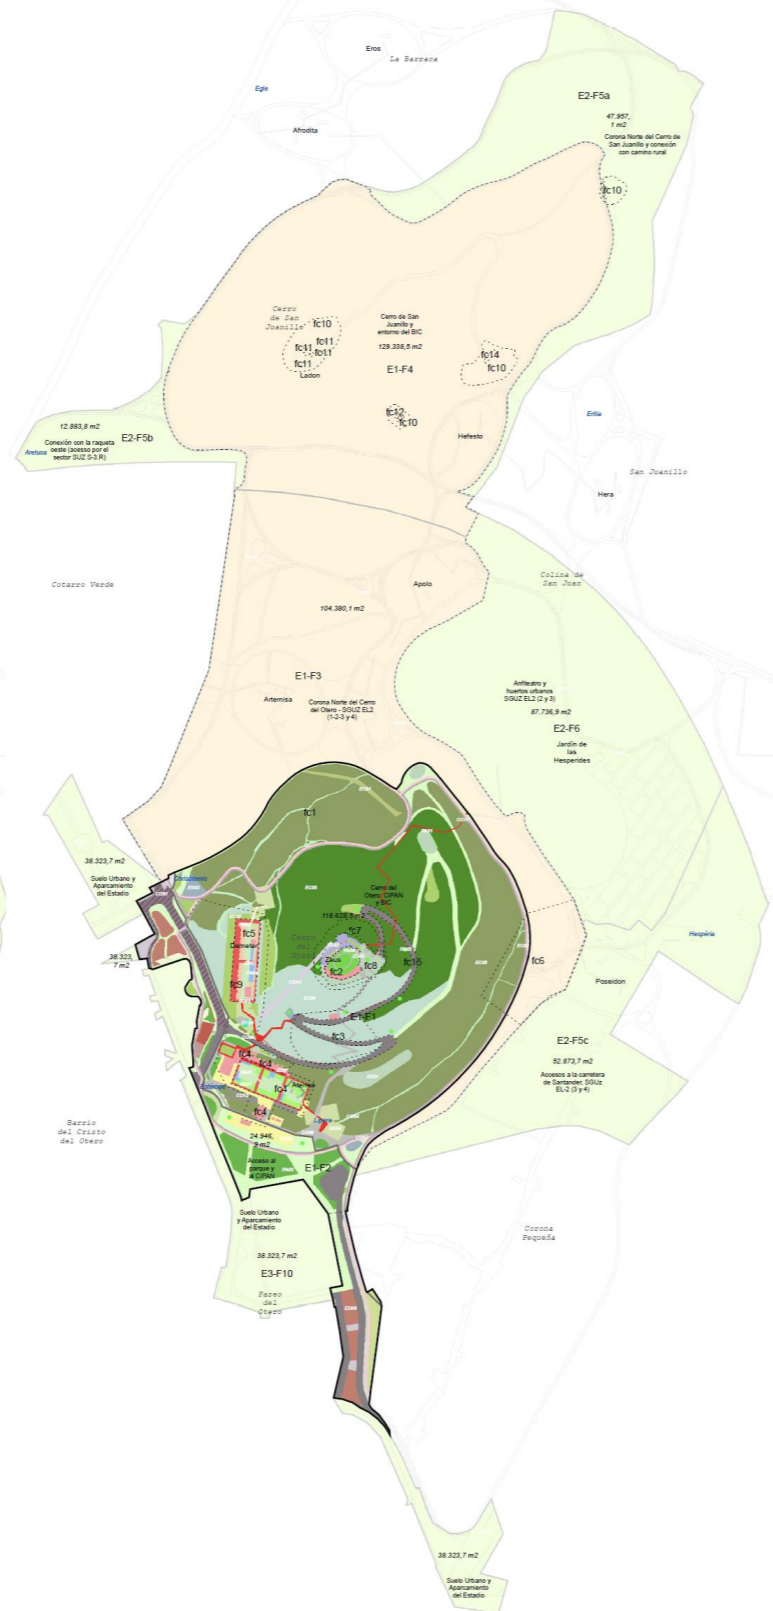 Eros
La Barraca
Egle
E2-F5a
47.957,
1 m2
Corona Norte del Cerro de
San Juanillo y conexión
con camino rural
Afrodita
fc10
Cerro
de San
Juanillo
fc10
fc11
fc11
fc11
fc11
Ladon
Cerro de San
Juanillo y
entorno del BIC
129.338,5 m2
E1-F4
fc14
fc10
fc12
fc10
Hefesto
12.883,8 m2
E2-F5b
Conexión con la raqueta
oeste (acceso por el
sector SUZ S-3.R)
Aretusa
Eritia
San Juanillo
Hera
Cotarro Verde
Apolo
Colina de
San Juan
104.380,1 m2
E1-F3
Artemisa
Corona Norte del Cerro
del Otero - SGUZ EL2
(1-2-3 y 4)
Anfiteatro y
huertos urbanos
SGUZ EL2 (2 y 3)
87.736,9 m2
E2-F6
Jardín de
las
Hesperides
fc1
38.323,7 m2
Suelo Urbano y
Aparcamiento
del Estadio
Cerro del
Otero, CIPAN
y BIC
118.628,5 m2
fc5
Demeter
Cerro
del
Otero
fc7
Zeus
fc2
fc8
fc15
fc6
Hespéria
38.323,
7 m2
fc9
Poseidon
E1-F1
fc3
E2-F5c
52.873,7 m2
Accesos a la carretera
de Santander, SGUz
EL-2 (3 y 4)
fc4
fc4
fc4
fc4
Barrio
del Cristo
del Otero
24.946,
9 m2
Acceso al
parque y
al CIPAN
E1-F2
Suelo Urbano
y Aparcamiento
del Estadio
38.323,7 m2
E3-F10
Paseo
del
Otero
Corona
Pequeña
38.323,7 m2
Suelo Urbano y
Aparcamiento
del Estadio